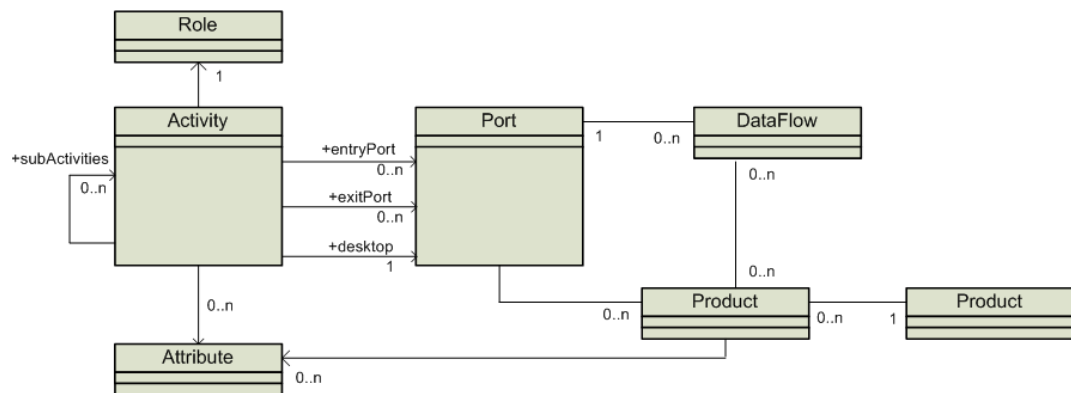 Role
1
Activity
Port
DataFlow
1
0..n
+subActivities
0..n
+entryPort
0..n
0..n
+exitPort
0..n
+desktop
1
0..n
0..n
Product
Product
0..n
0..n
1
Attribute
0..n